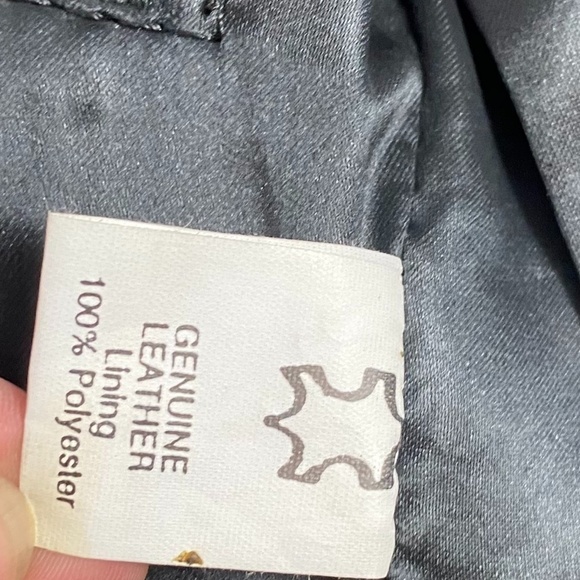 GENUINE
LEATHER
Lining
100% Polyester